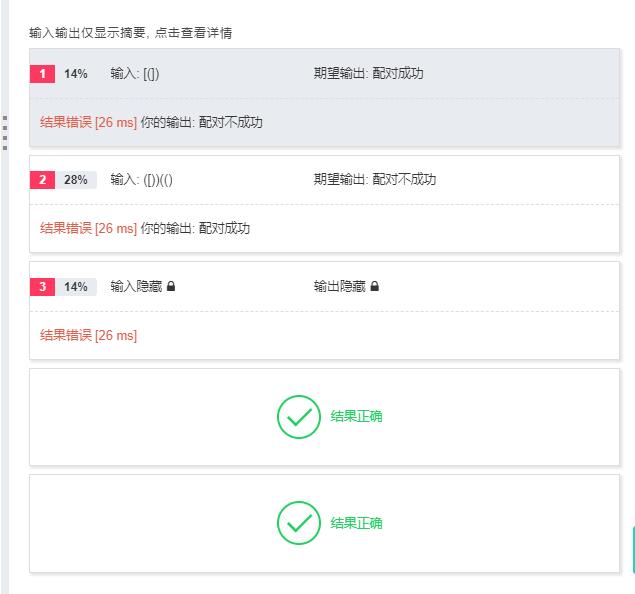 输入输出仅显示摘要, 点击查看详情
1 14% 输入: [(]) 期望输出: 配对成功
结果错误 [26 ms] 你的输出: 配对不成功
2 28% 输入: ([))(() 期望输出: 配对不成功
结果错误 [26 ms] 你的输出: 配对成功
3 14% 输入隐藏 输出隐藏
结果错误 [26 ms]
结果正确
结果正确